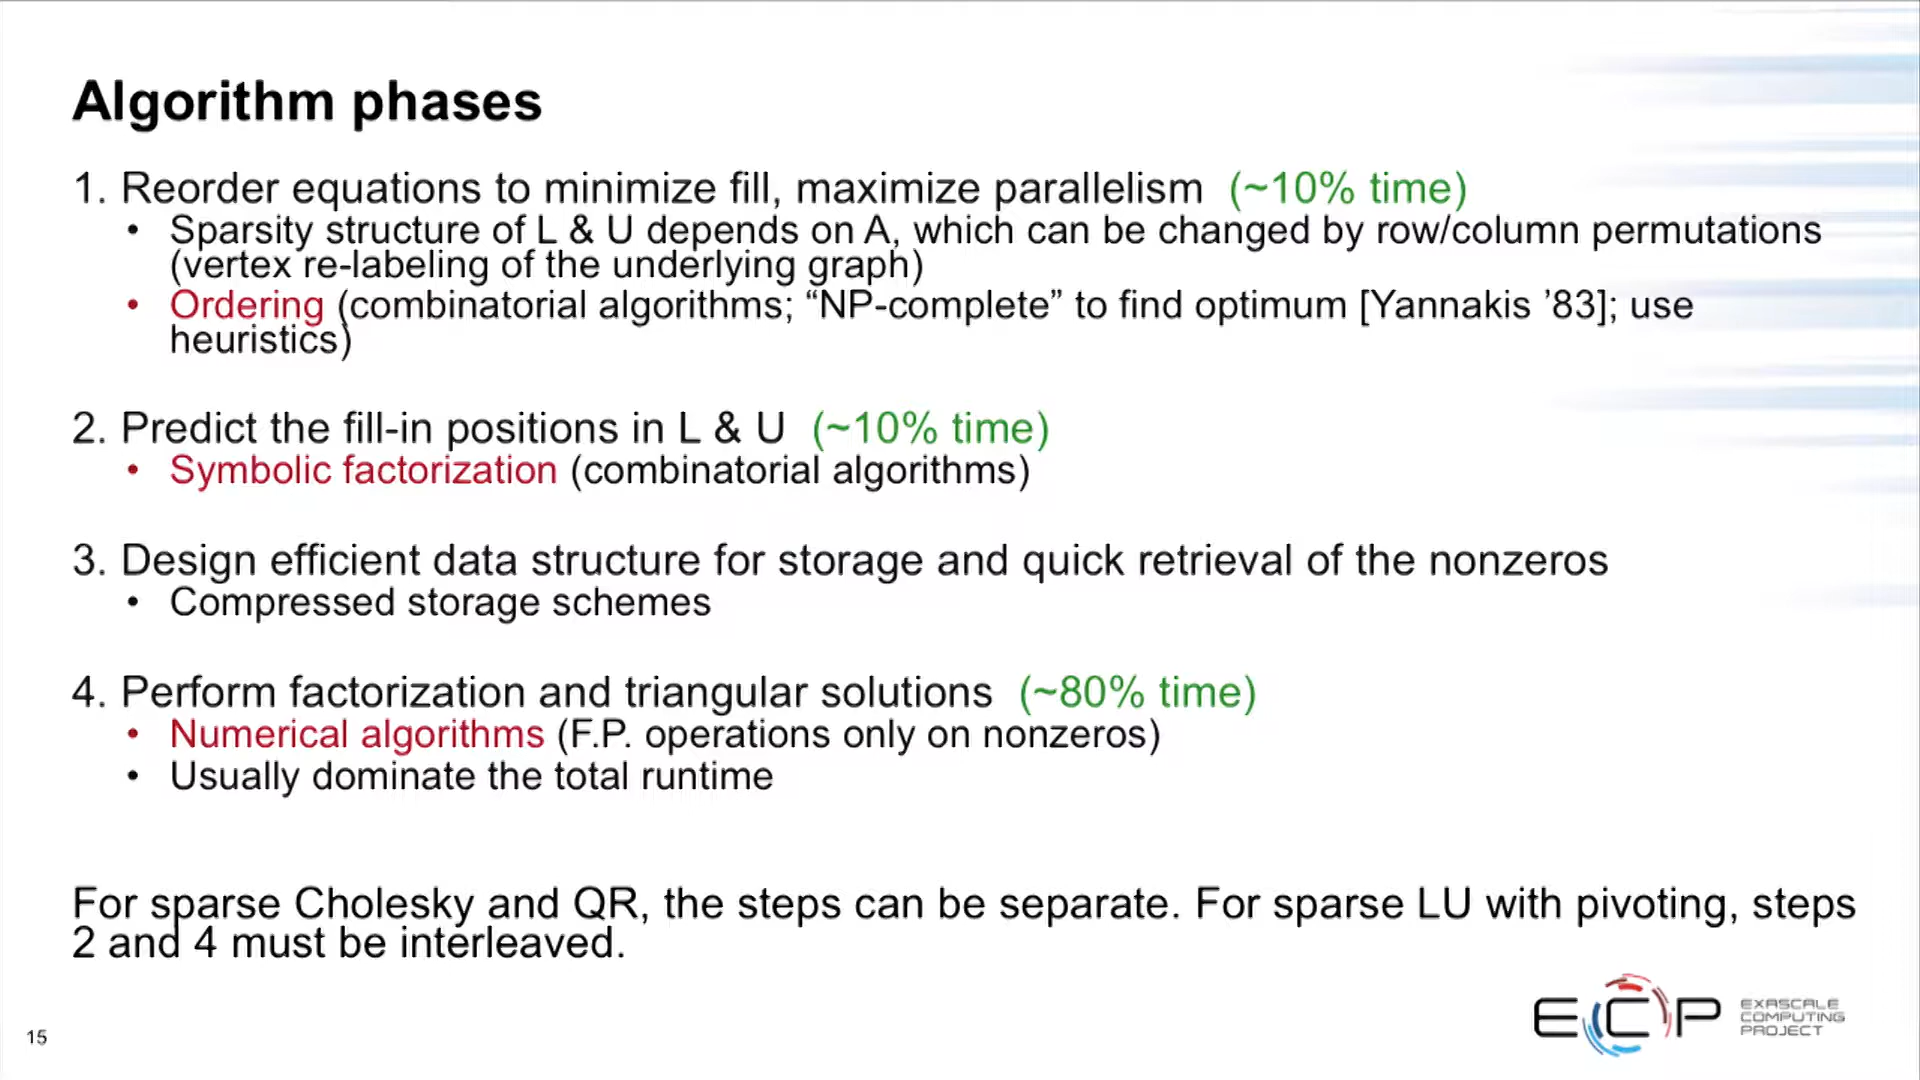 Algorithm phases
1. Reorder equations to minimize fill, maximize parallelism (~10% time)
• Sparsity structure of L & U depends on A, which can be changed by row/column permutations
(vertex re-labeling of the underlying graph)
• Ordering (combinatorial algorithms; “NP-complete” to find optimum [Yannakis ’83]; use
heuristics)
2. Predict the fill-in positions in L & U (~10% time)
• Symbolic factorization (combinatorial algorithms)
3. Design efficient data structure for storage and quick retrieval of the nonzeros
• Compressed storage schemes
4. Perform factorization and triangular solutions (~80% time)
• Numerical algorithms (F.P. operations only on nonzeros)
• Usually dominate the total runtime
For sparse Cholesky and QR, the steps can be separate. For sparse LU with pivoting, steps
2 and 4 must be interleaved.
15
ECP
EXASCALE
COMPUTING
PROJECT